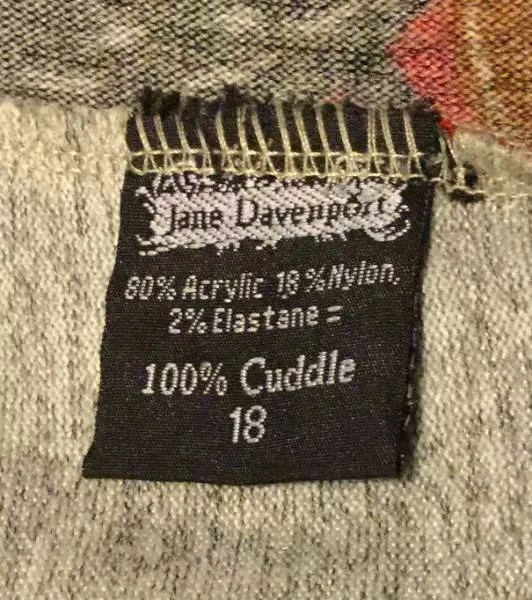 Jane Davenport
80% Acrylic 18% Nylon,
2% Elastane =
100% Cuddle
18